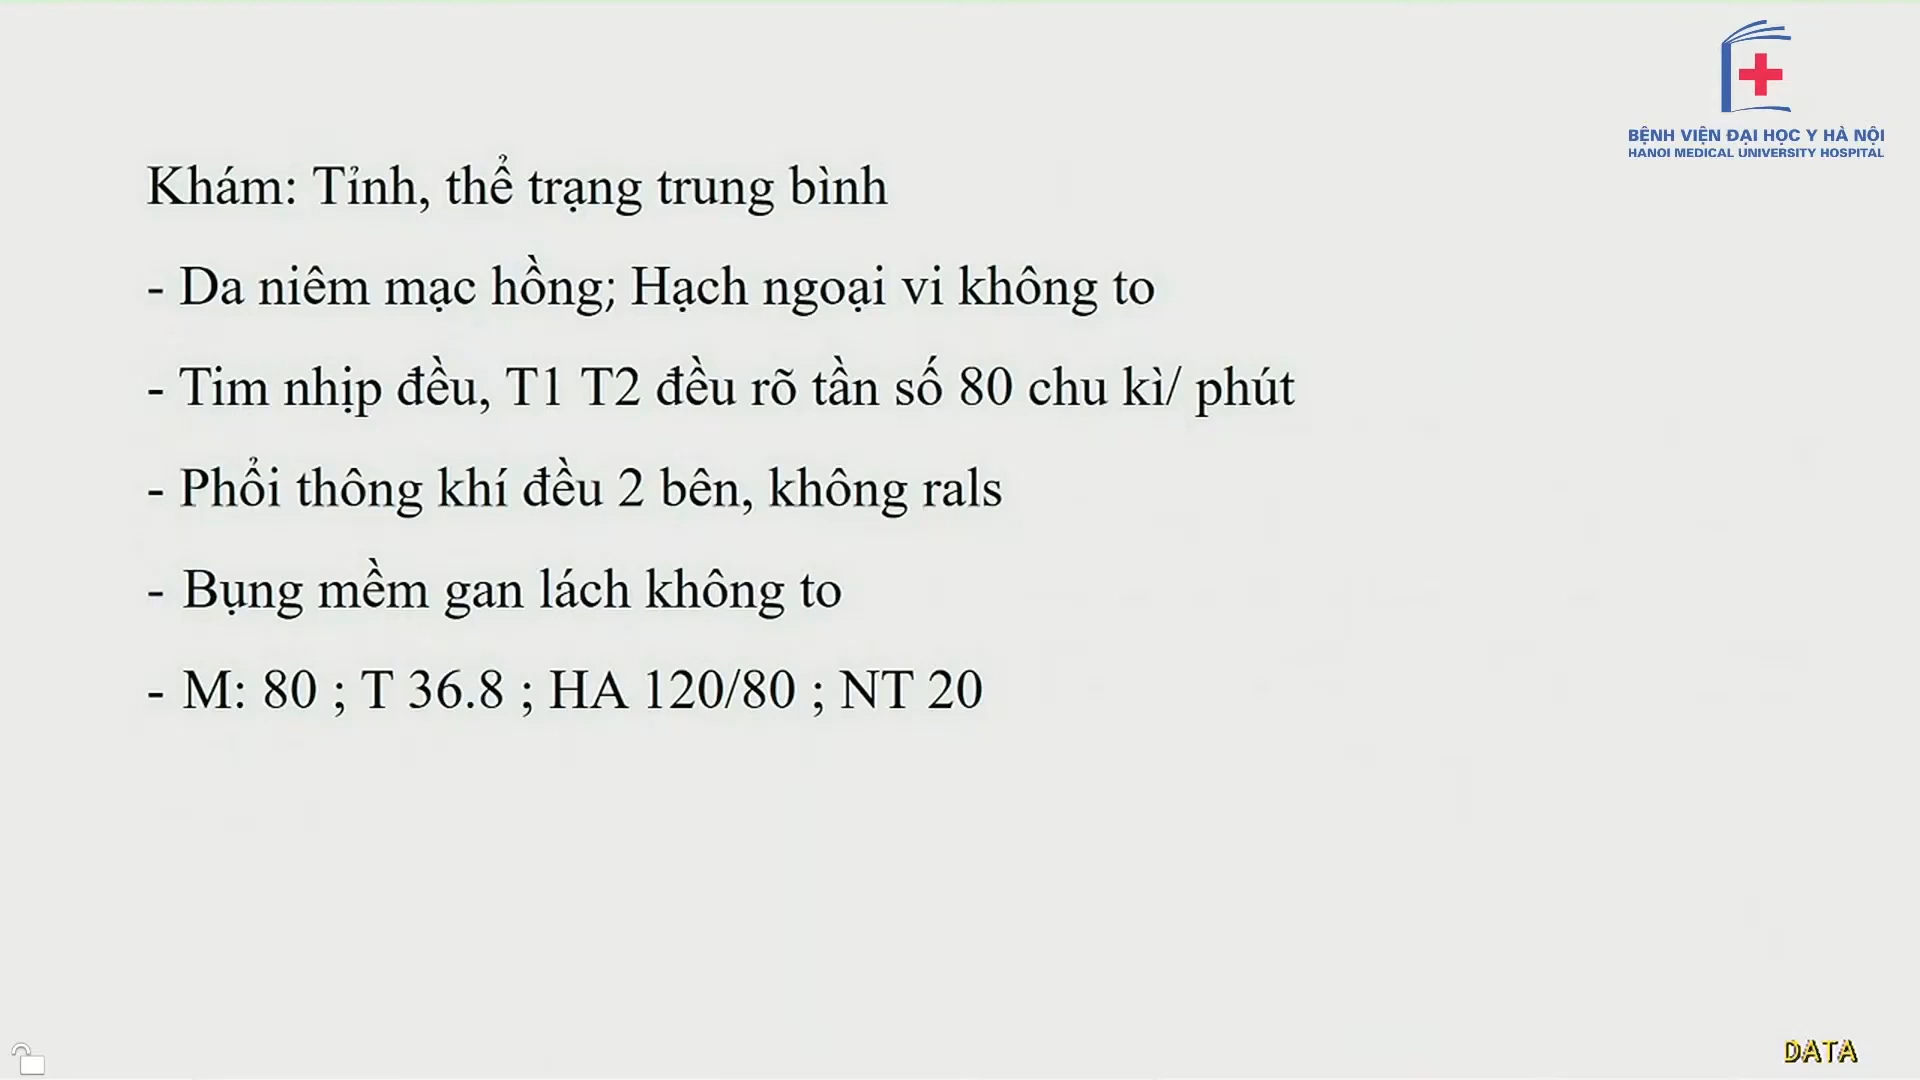 BỆNH VIỆN ĐẠI HỌC Y HÀ NỘI
HANOI MEDICAL UNIVERSITY HOSPITAL
Khám: Tỉnh, thể trạng trung bình
- Da niêm mạc hồng; Hạch ngoại vi không to
- Tim nhịp đều, T1 T2 đều rõ tần số 80 chu kì/ phút
- Phổi thông khí đều 2 bên, không rals
- Bụng mềm gan lách không to
- M: 80 ; T 36.8 ; HA 120/80 ; NT 20
DATA